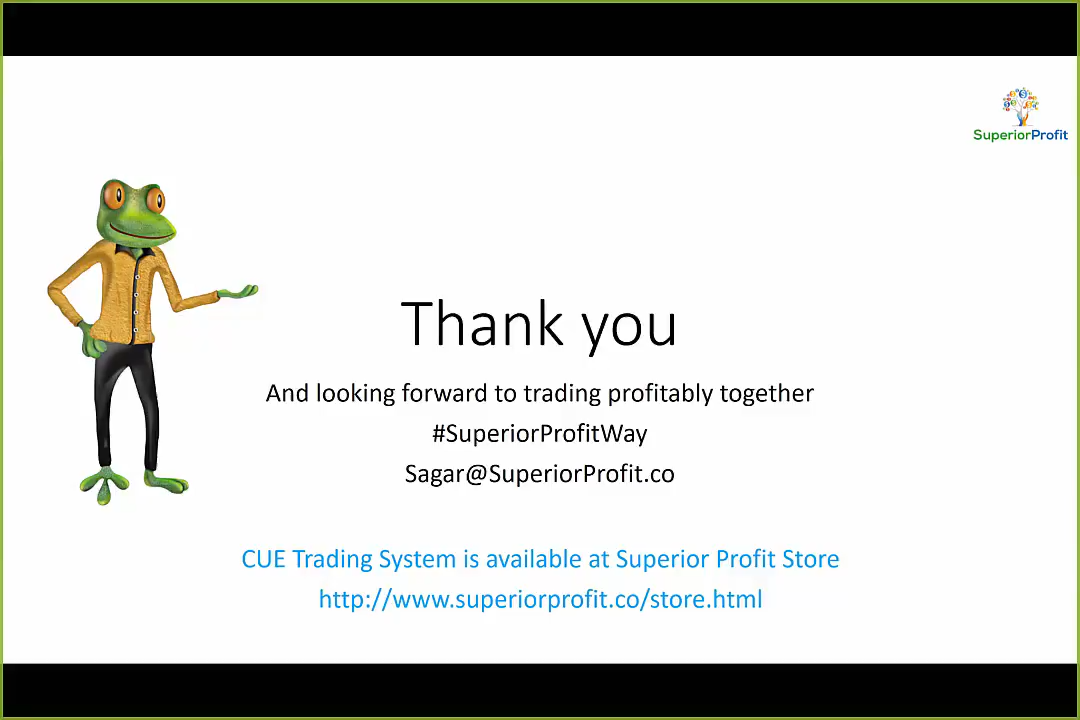 SuperiorProfit
Thank you
And looking forward to trading profitably together
#SuperiorProfitWay
Sagar@SuperiorProfit.co
CUE Trading System is available at Superior Profit Store
http://www.superiorprofit.co/store.html